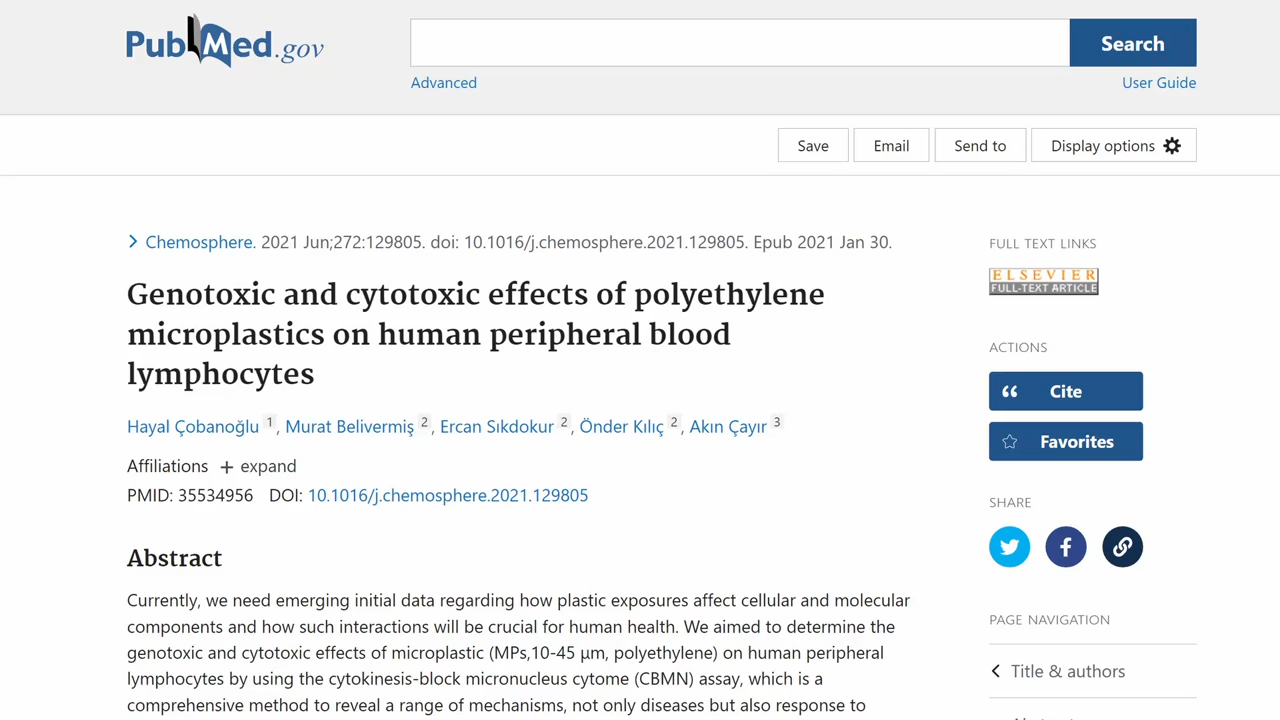 PubMed.gov
Search
Advanced
User Guide
Save
Email
Send to
Display options
Chemosphere. 2021 Jun;272:129805. doi: 10.1016/j.chemosphere.2021.129805. Epub 2021 Jan 30.
Genotoxic and cytotoxic effects of polyethylene
microplastics on human peripheral blood
lymphocytes
Hayal Çobanoğlu 1, Murat Belivermiş 2, Ercan Sıkdokur 2, Önder Kılıç 2, Akın Çayır 3
Affiliations + expand
PMID: 35534956 DOI: 10.1016/j.chemosphere.2021.129805
Abstract
Currently, we need emerging initial data regarding how plastic exposures affect cellular and molecular
components and how such interactions will be crucial for human health. We aimed to determine the
genotoxic and cytotoxic effects of microplastic (MPs,10-45 μm, polyethylene) on human peripheral
lymphocytes by using the cytokinesis-block micronucleus cytome (CBMN) assay, which is a
comprehensive method to reveal a range of mechanisms, not only diseases but also response to
FULL TEXT LINKS
ELSEVIER
FULL-TEXT ARTICLE
ACTIONS
Cite
Favorites
SHARE
PAGE NAVIGATION
Title & authors